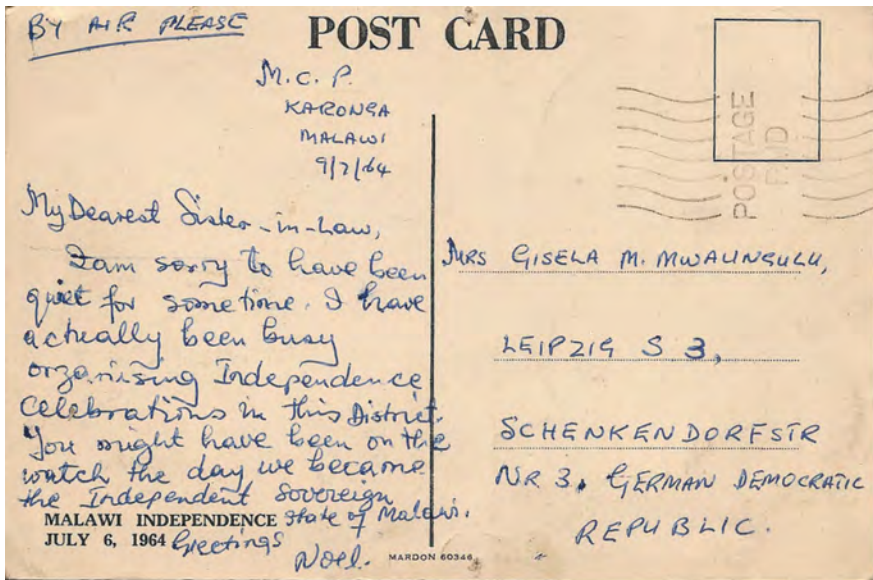 BY AIR PLEASE
POST CARD
M.C.P.
KARONGA
MALAWI
9/7/64
My Dearest Sister-in-Law,
I am sorry to have been
quiet for sometime. I have
actually been busy
organising Independence
Celebrations in this District.
You might have been on the
watch the day we became
the Independent Sovereign
State of Malawi.
Greetings
Noel.
MALAWI INDEPENDENCE
JULY 6, 1964
MARDON 60346
POSTAGE
PAID
MRS GISELA M. MWALINGULU,
LEIPZIG S 3,
SCHENKENDORFSTR
NR 3. GERMAN DEMOCRATIC
REPUBLIC.